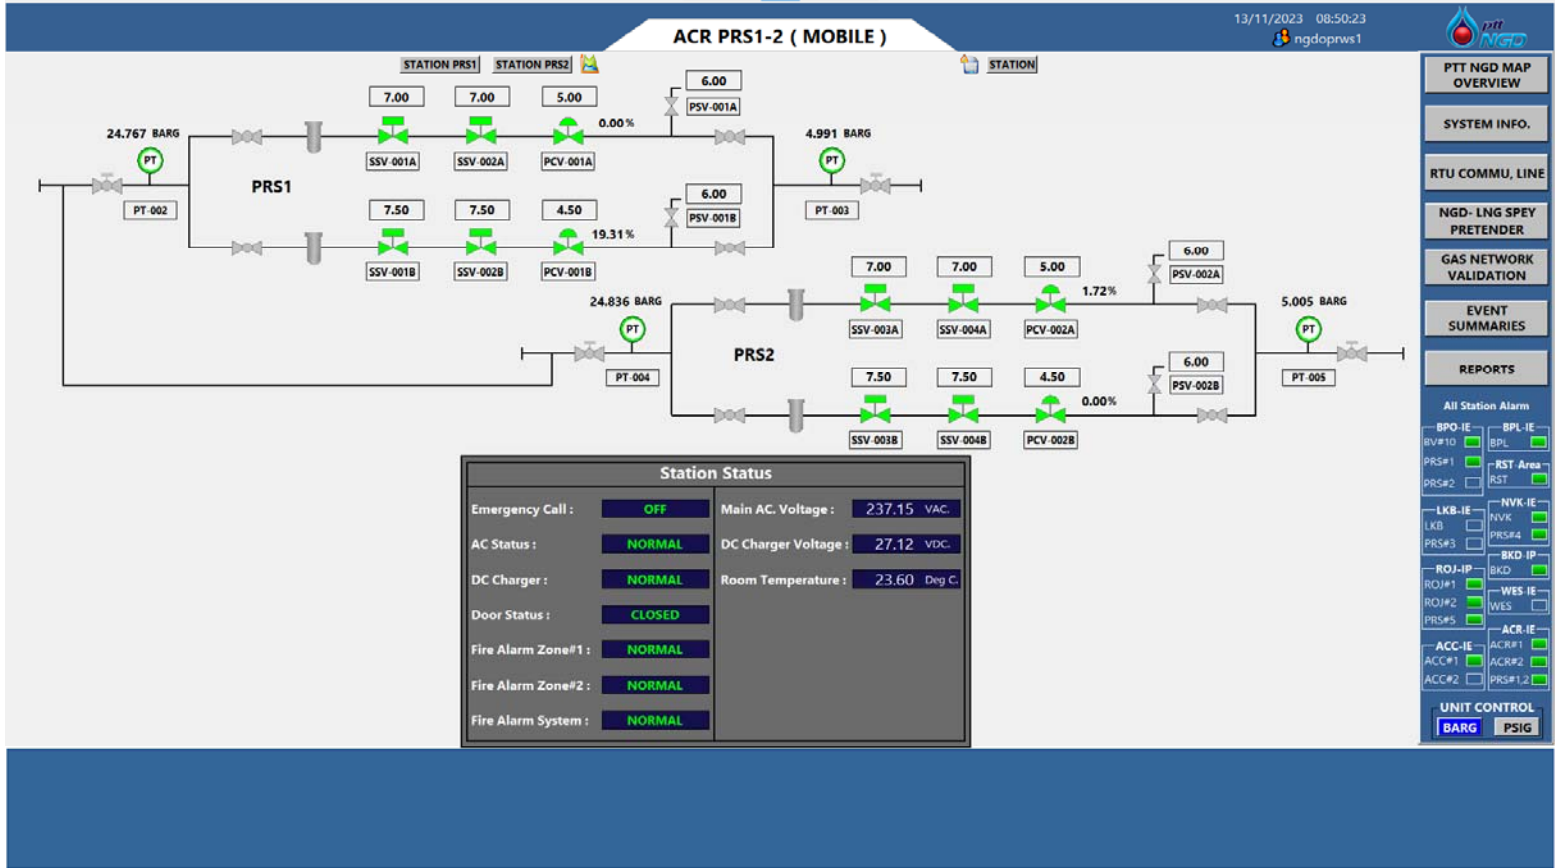 ACR PRS1-2 ( MOBILE )
13/11/2023 08:50:23
ngdoprws1
ptt
NGD
STATION PRS1
STATION PRS2
STATION
7.00
7.00
5.00
6.00
PSV-001A
0.00 %
24.767 BARG
4.991 BARG
PT
PT
SSV-001A
SSV-002A
PCV-001A
PRS1
PT-002
PT-003
7.50
7.50
4.50
6.00
PSV-001B
19.31 %
SSV-001B
SSV-002B
PCV-001B
7.00
7.00
5.00
6.00
PSV-002A
1.72%
24.836 BARG
5.005 BARG
PT
PT
SSV-003A
SSV-004A
PCV-002A
PRS2
PT-004
PT-005
7.50
7.50
4.50
6.00
PSV-002B
0.00%
SSV-003B
SSV-004B
PCV-002B
Station Status
Emergency Call : OFF
AC Status : NORMAL
DC Charger : NORMAL
Door Status : CLOSED
Fire Alarm Zone#1 : NORMAL
Fire Alarm Zone#2 : NORMAL
Fire Alarm System : NORMAL
Main AC. Voltage : 237.15 VAC.
DC Charger Voltage : 27.12 VDC.
Room Temperature : 23.60 Deg C.
PTT NGD MAP
OVERVIEW
SYSTEM INFO.
RTU COMMU, LINE
NGD- LNG SPEY
PRETENDER
GAS NETWORK
VALIDATION
EVENT
SUMMARIES
REPORTS
All Station Alarm
BPO-IE
BV#10
PRS#1
PRS#2
BPL-IE
BPL
RST-Area
RST
LKB-IE
LKB
PRS#3
NVK-IE
NVK
PRS#4
BKD-IP
BKD
ROJ-IP
ROJ#1
ROJ#2
PRS#5
WES-IE
WES
ACC-IE
ACC#1
ACC#2
ACR-IE
ACR#1
ACR#2
PRS#1,2
UNIT CONTROL
BARG
PSIG